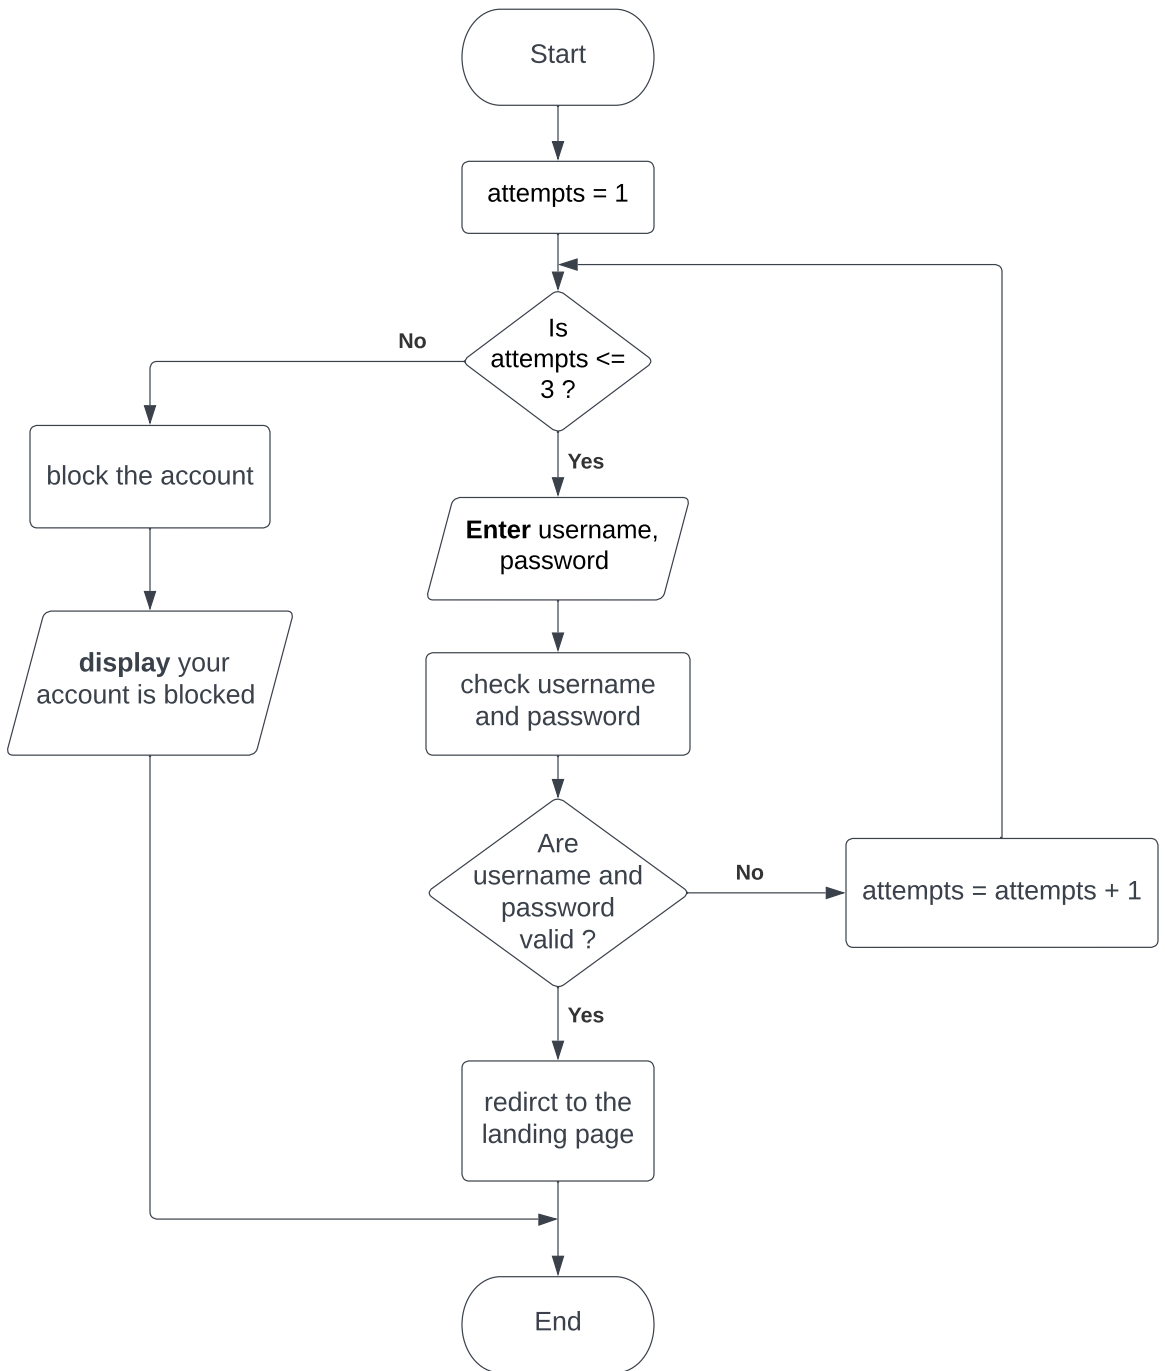 Start
attempts = 1
Is
attempts <=
3 ?
No
Yes
block the account
Enter username,
password
display your
account is blocked
check username
and password
Are
username and
password
valid ?
No
attempts = attempts + 1
Yes
redirct to the
landing page
End